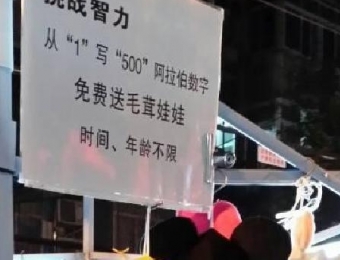 挑战智力
从“1”写“500”阿拉伯数字
免费送毛茸娃娃
时间、年龄不限